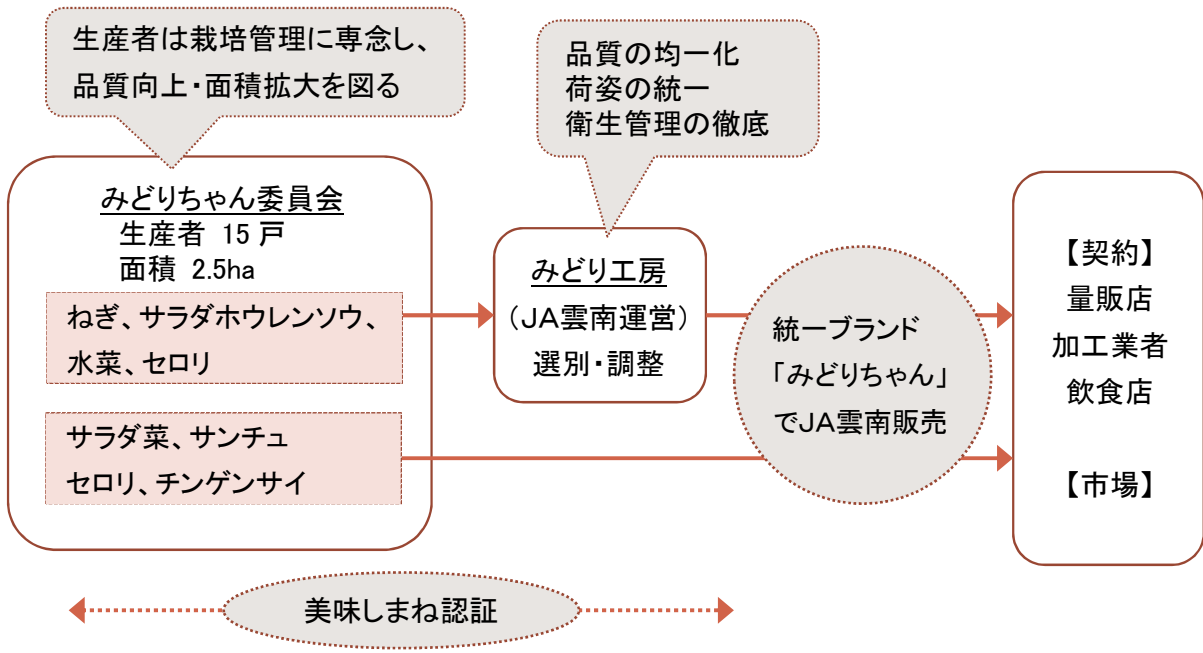 生産者は栽培管理に専念し、
品質向上・面積拡大を図る
品質の均一化
荷姿の統一
衛生管理の徹底
みどりちゃん委員会
生産者 15 戸
面積 2.5ha
ねぎ、サラダホウレンソウ、
水菜、セロリ
サラダ菜、サンチュ
セロリ、チンゲンサイ
みどり工房
（JA雲南運営）
選別・調整
統一ブランド
「みどりちゃん」
でJA雲南販売
【契約】
量販店
加工業者
飲食店
【市場】
美味しまね認証